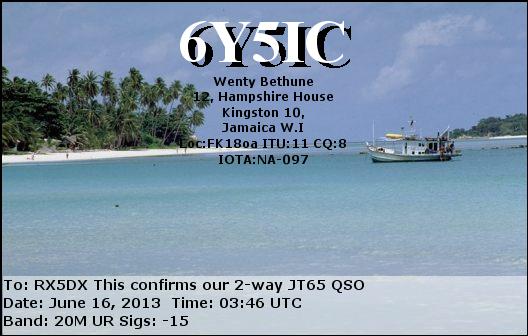 6Y5IC
Wenty Bethune
12, Hampshire House
Kingston 10,
Jamaica W.I
Loc:FK18oa ITU:11 CQ:8
IOTA:NA-097
To: RX5DX This confirms our 2-way JT65 QSO
Date: June 16, 2013 Time: 03:46 UTC
Band: 20M UR Sigs: -15